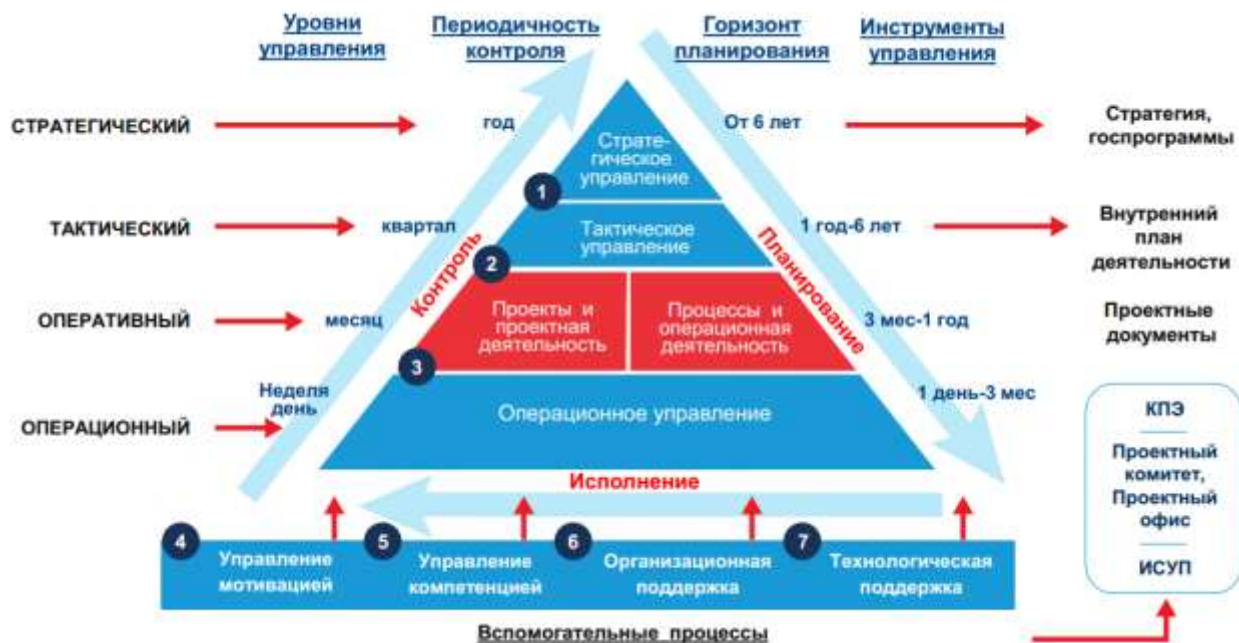 Уровни
управления
Периодичность
контроля
Горизонт
планирования
Инструменты
управления
СТРАТЕГИЧЕСКИЙ
год
Страте-
гическое
управление
От 6 лет
Стратегия,
госпрограммы
1
ТАКТИЧЕСКИЙ
квартал
Тактическое
управление
1 год-6 лет
Внутренний
план
деятельности
Контроль
Планирование
2
ОПЕРАТИВНЫЙ
месяц
Проекты и
проектная
деятельность
Процессы и
операционная
деятельность
3 мес-1 год
Проектные
документы
3
ОПЕРАЦИОННЫЙ
Неделя
день
Операционное управление
1 день-3 мес
КПЭ
Проектный
комитет,
Проектный
офис
ИСУП
Исполнение
4
Управление
мотивацией
5
Управление
компетенцией
6
Организационная
поддержка
7
Технологическая
поддержка
Вспомогательные процессы